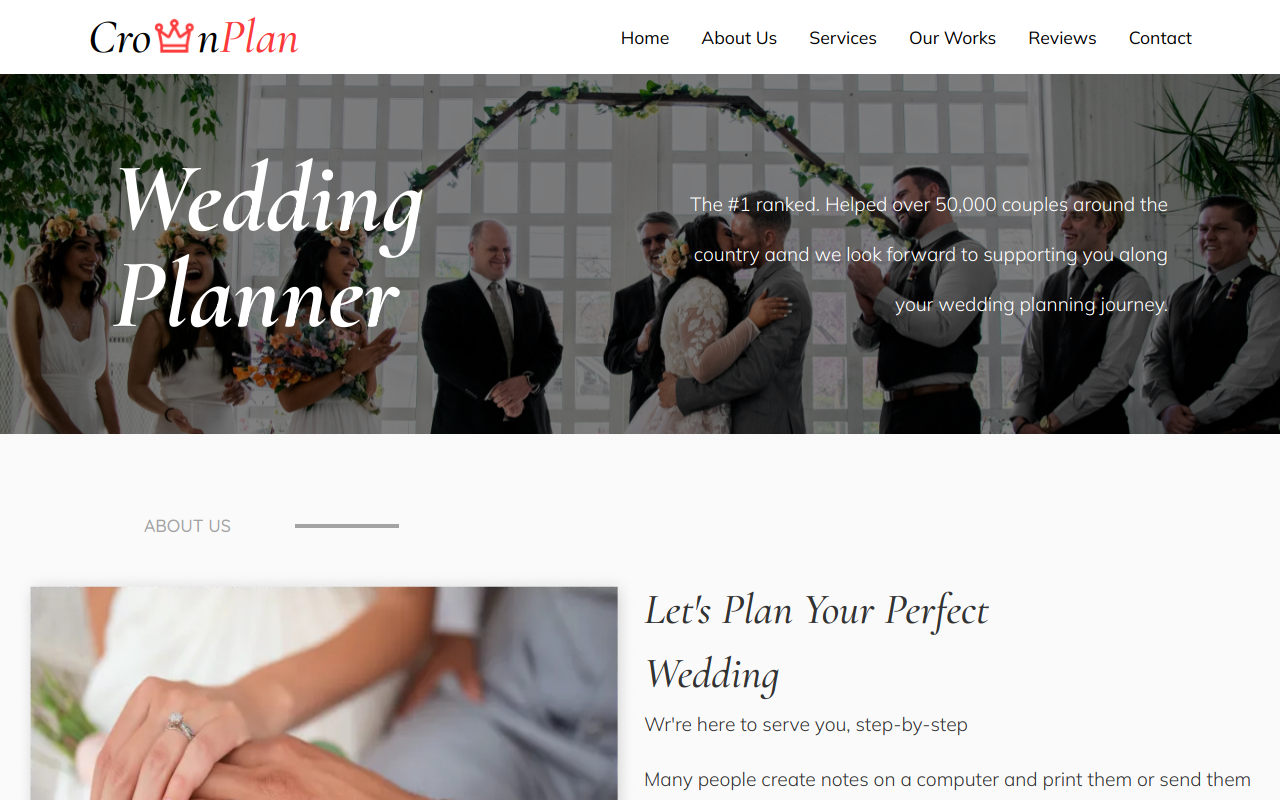 CrownPlan
Home About Us Services Our Works Reviews Contact
Wedding
Planner
The #1 ranked. Helped over 50,000 couples around the
country aand we look forward to supporting you along
your wedding planning journey.
ABOUT US
Let's Plan Your Perfect
Wedding
Wr're here to serve you, step-by-step
Many people create notes on a computer and print them or send them